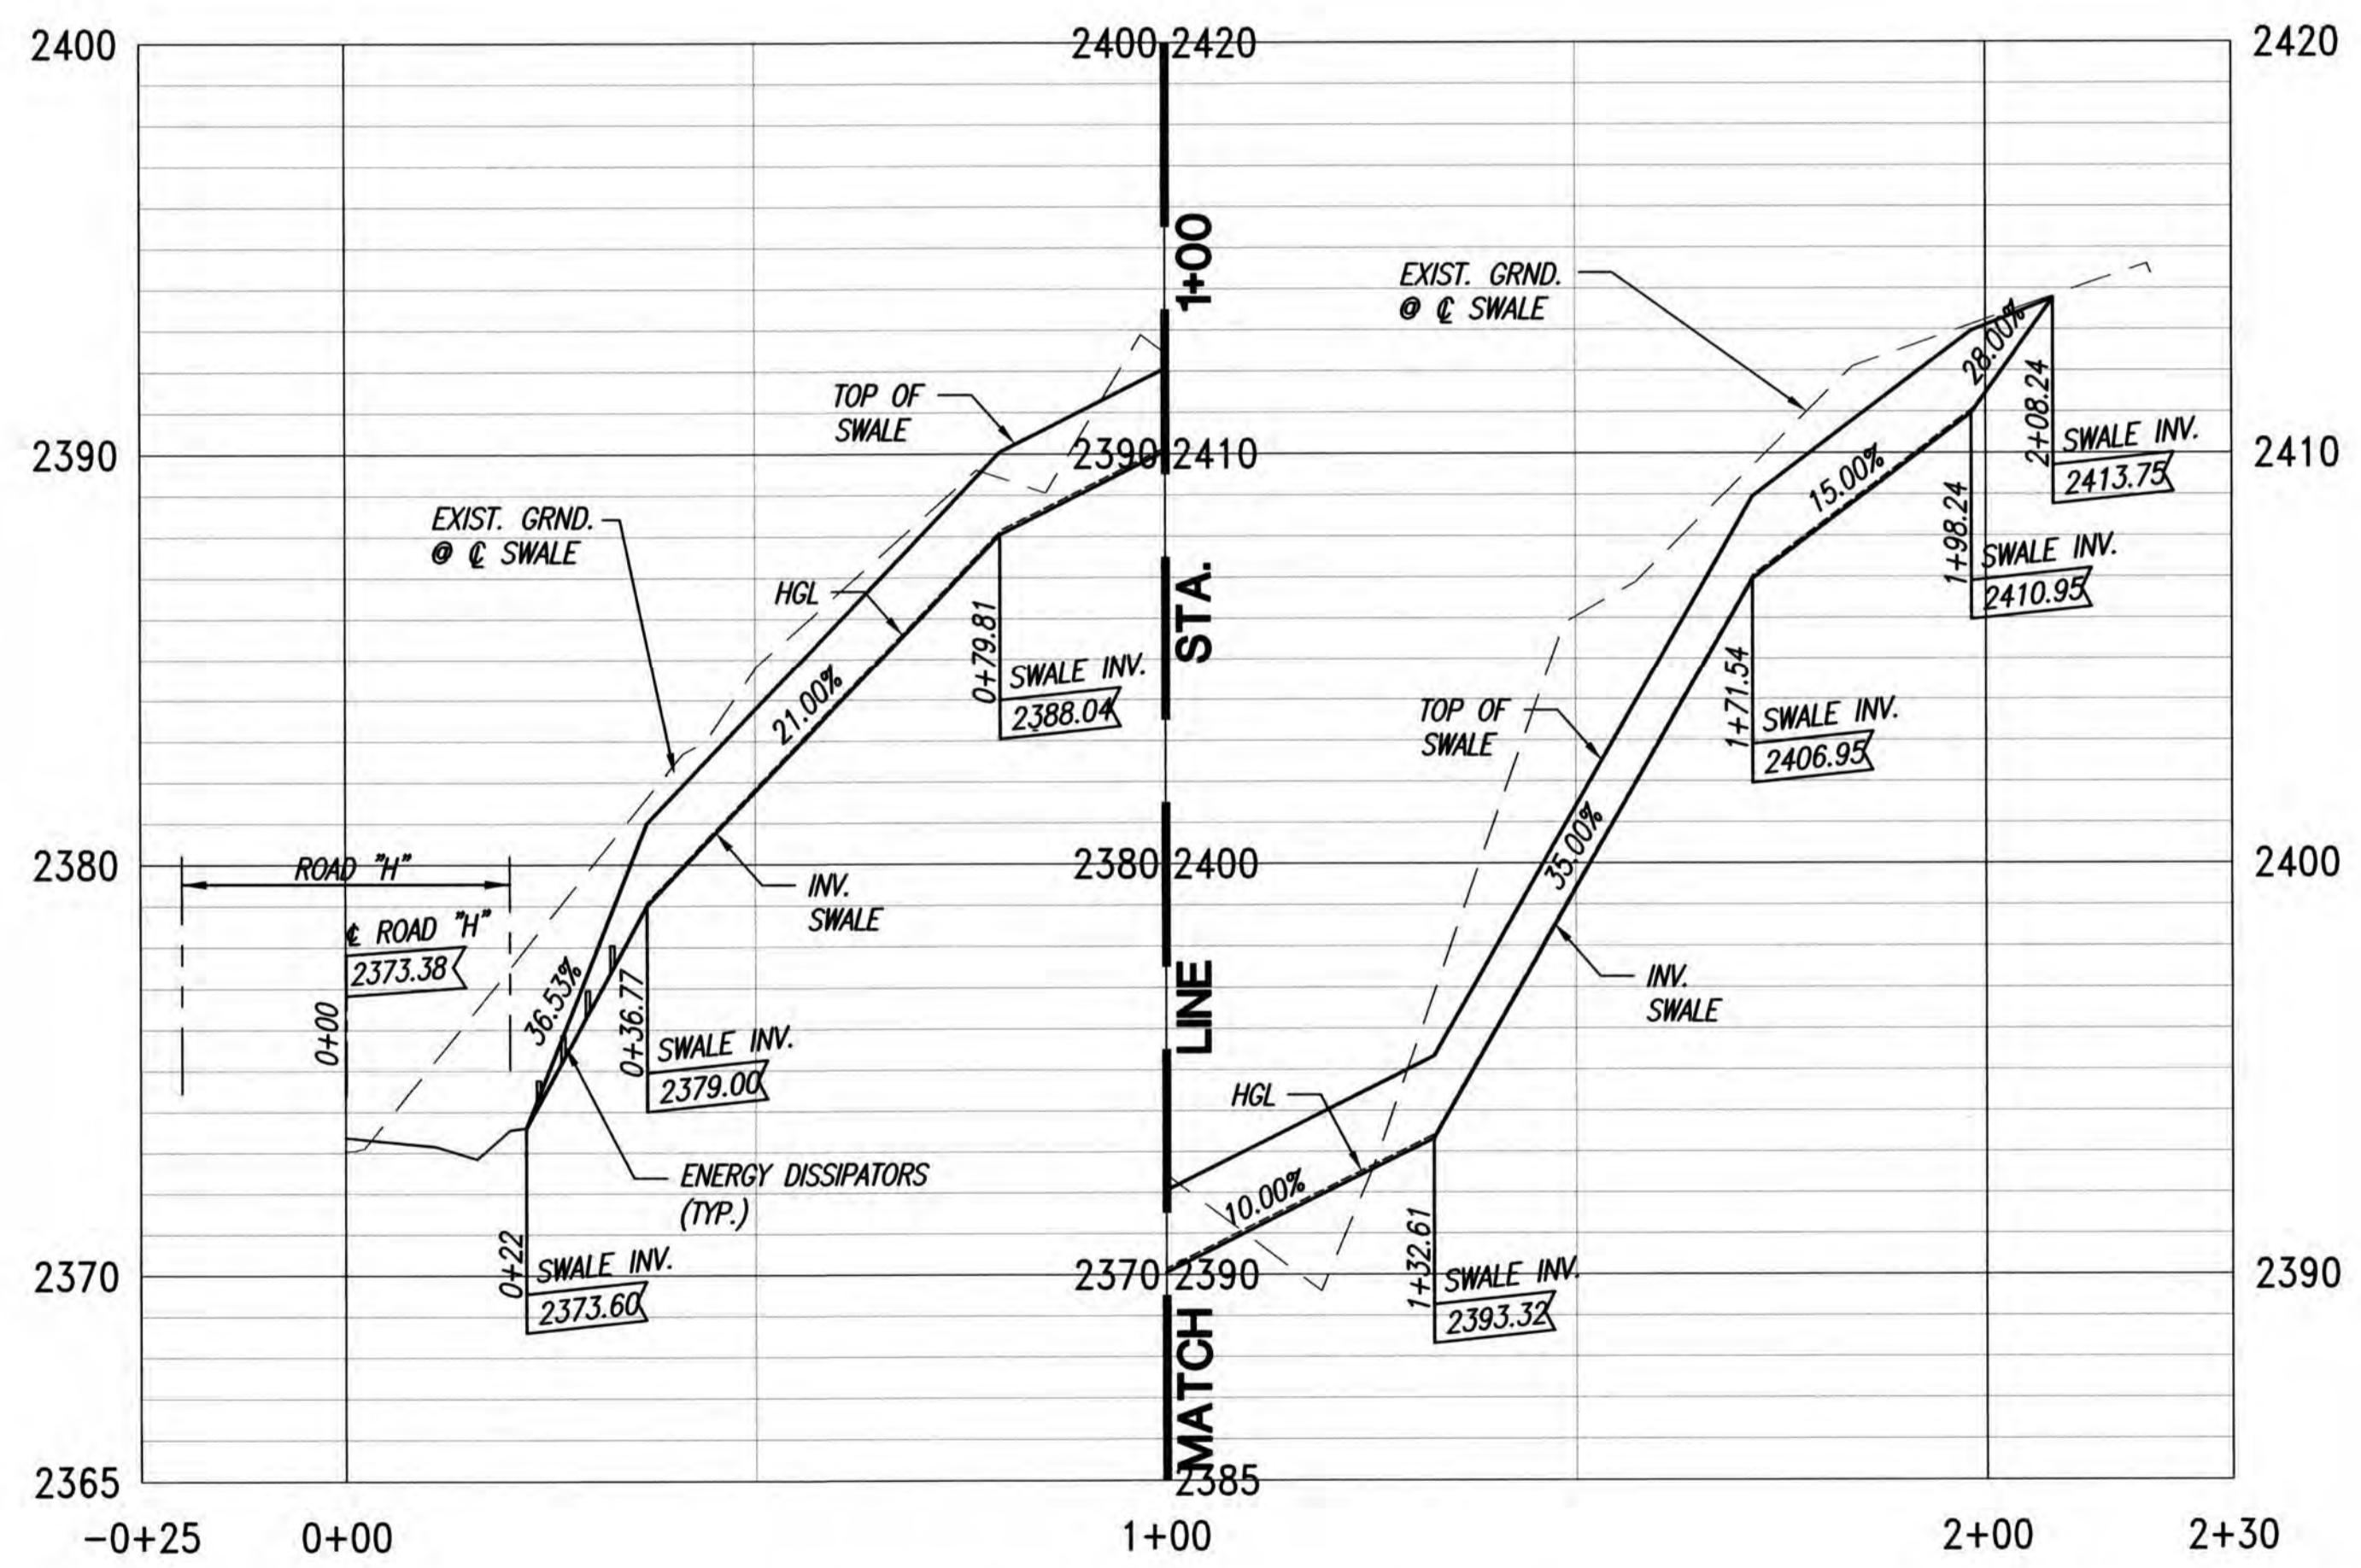 2400
2400 2420
2420
1+00
EXIST. GRND.
@ ℄ SWALE
28.00%
TOP OF
SWALE
2+08.24
SWALE INV.
2413.75
2390
2390 2410
2410
15.00%
EXIST. GRND.
@ ℄ SWALE
1+98.24
SWALE INV.
2410.95
HGL
STA.
0+79.81
SWALE INV.
2388.04
21.00%
1+71.54
SWALE INV.
2406.95
TOP OF
SWALE
35.00%
2380
ROAD "H"
2380 2400
2400
INV.
SWALE
℄ ROAD "H"
2373.38
0+00
36.53%
0+36.77
SWALE INV.
2379.00
LINE
INV.
SWALE
HGL
10.00%
ENERGY DISSIPATORS
(TYP.)
0+22
SWALE INV.
2373.60
1+32.61
SWALE INV.
2393.32
2370
2370 2390
2390
MATCH
2365
2385
-0+25
0+00
1+00
2+00
2+30